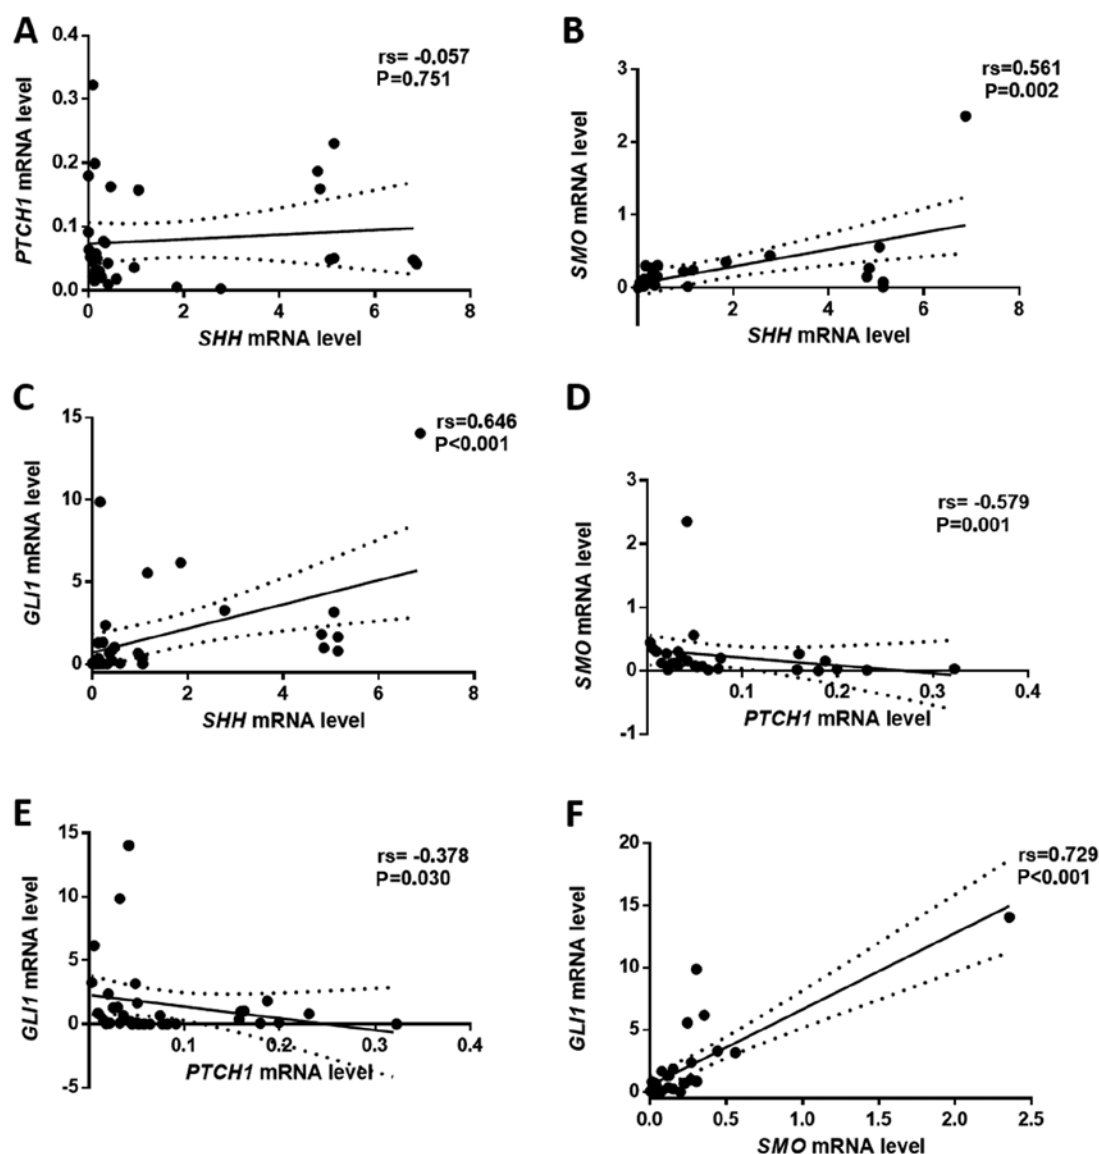 A
rs= -0.057
P=0.751
PTCH1 mRNA level
0.4
0.3
0.2
0.1
0.0
0 2 4 6 8
SHH mRNA level
B
rs=0.561
P=0.002
SMO mRNA level
3
2
1
0
0 2 4 6 8
SHH mRNA level
C
rs=0.646
P<0.001
GLI1 mRNA level
15
10
5
0
0 2 4 6 8
SHH mRNA level
D
rs= -0.579
P=0.001
SMO mRNA level
3
2
1
0
-1
0.1 0.2 0.3 0.4
PTCH1 mRNA level
E
rs= -0.378
P=0.030
GLI1 mRNA level
15
10
5
0
-5
0.1 0.2 0.3 0.4
PTCH1 mRNA level
F
rs=0.729
P<0.001
GLI1 mRNA level
20
15
10
5
0
0.0 0.5 1.0 1.5 2.0 2.5
SMO mRNA level